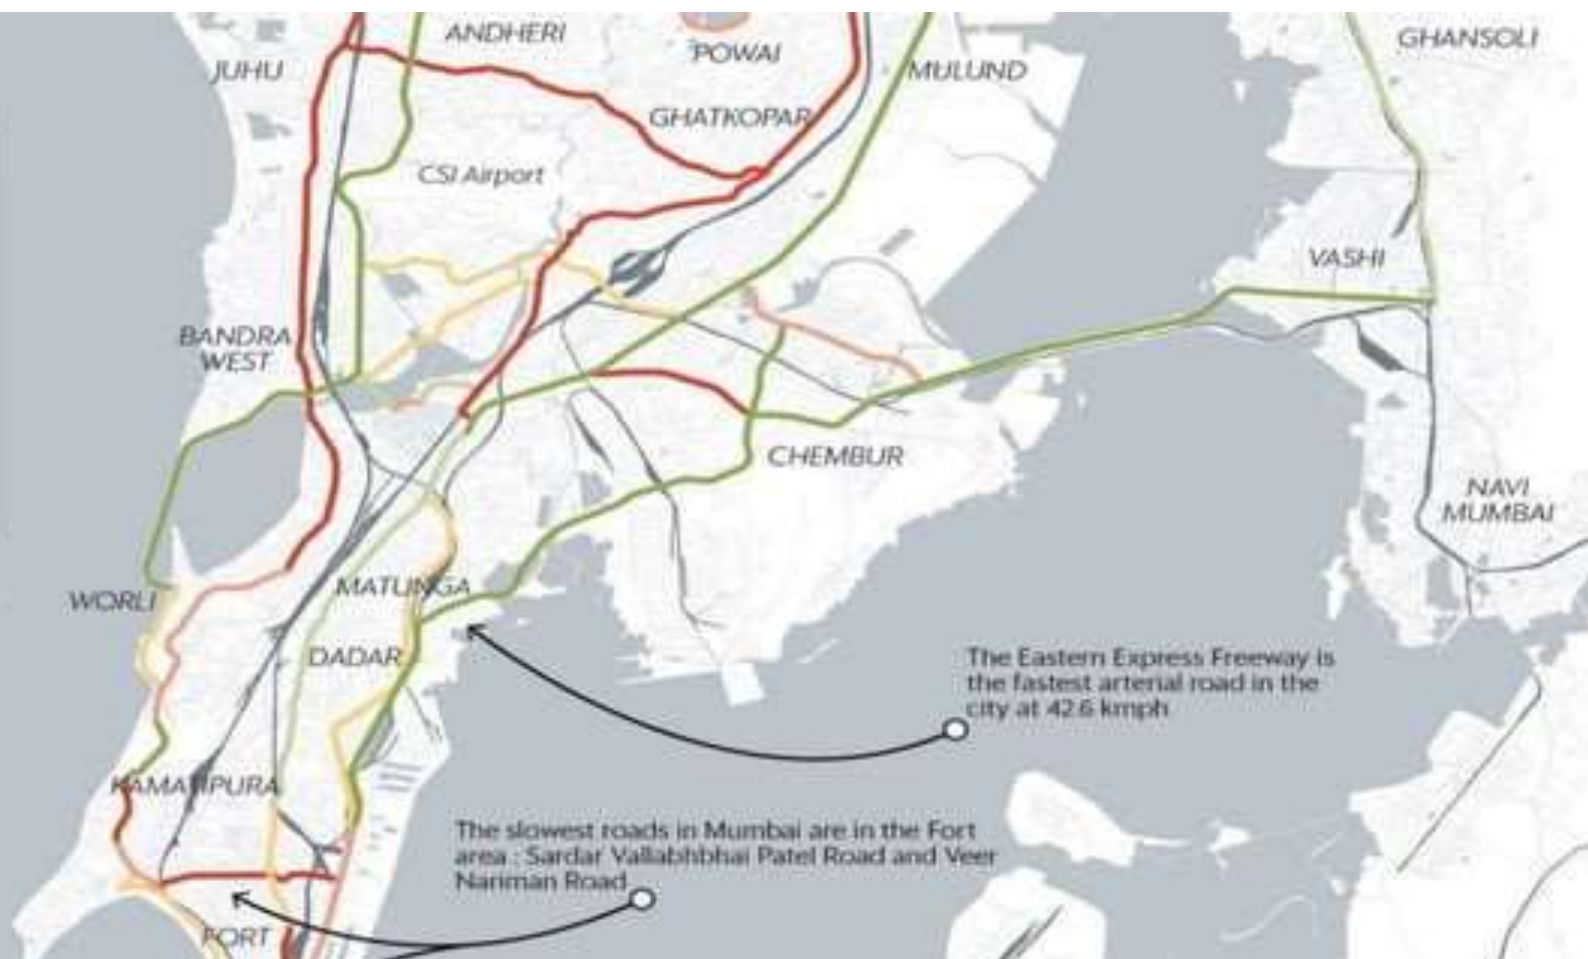 ANDHERI
POWAI
GHANSOLI
JUHU
MULUND
GHATKOPAR
CSI Airport
VASHI
BANDRA
WEST
CHEMBUR
NAVI
MUMBAI
MATUNGA
WORLI
DADAR
The Eastern Express Freeway is
the fastest arterial road in the
city at 42.6 kmph
KAMATIPURA
The slowest roads in Mumbai are in the Fort
area : Sardar Vallabhbhai Patel Road and Veer
Nariman Road
FORT